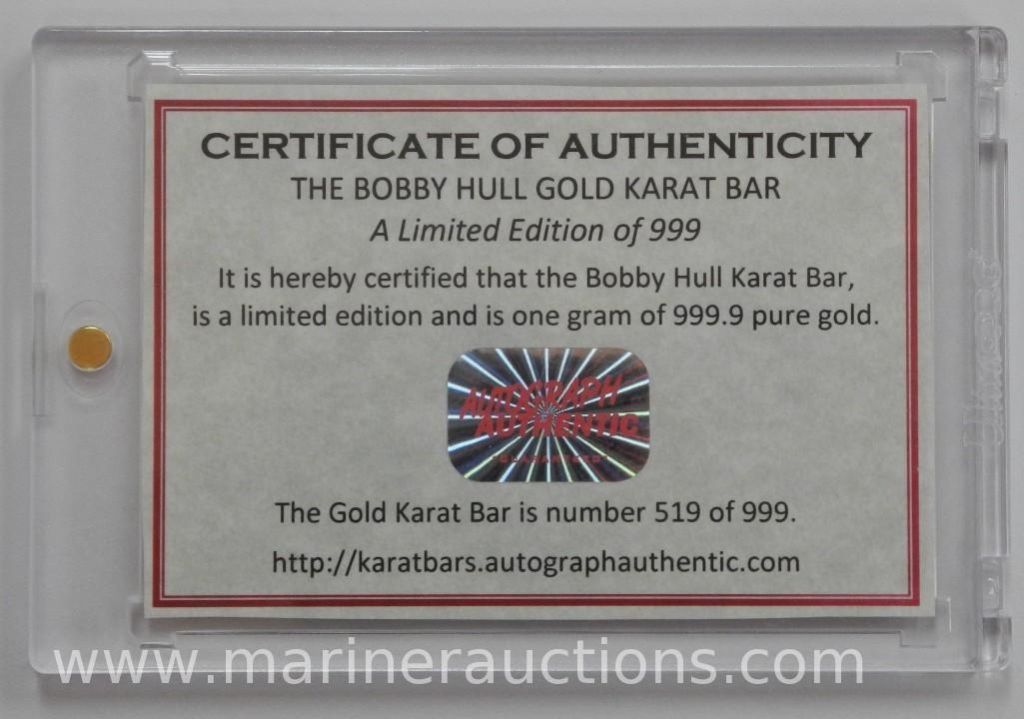 CERTIFICATE OF AUTHENTICITY
THE BOBBY HULL GOLD KARAT BAR
A Limited Edition of 999
It is hereby certified that the Bobby Hull Karat Bar,
is a limited edition and is one gram of 999.9 pure gold.
AUTOGRAPH
AUTHENTIC
GUARANTEED
The Gold Karat Bar is number 519 of 999.
http://karatbars.autographauthentic.com
www.marinerauctions.com